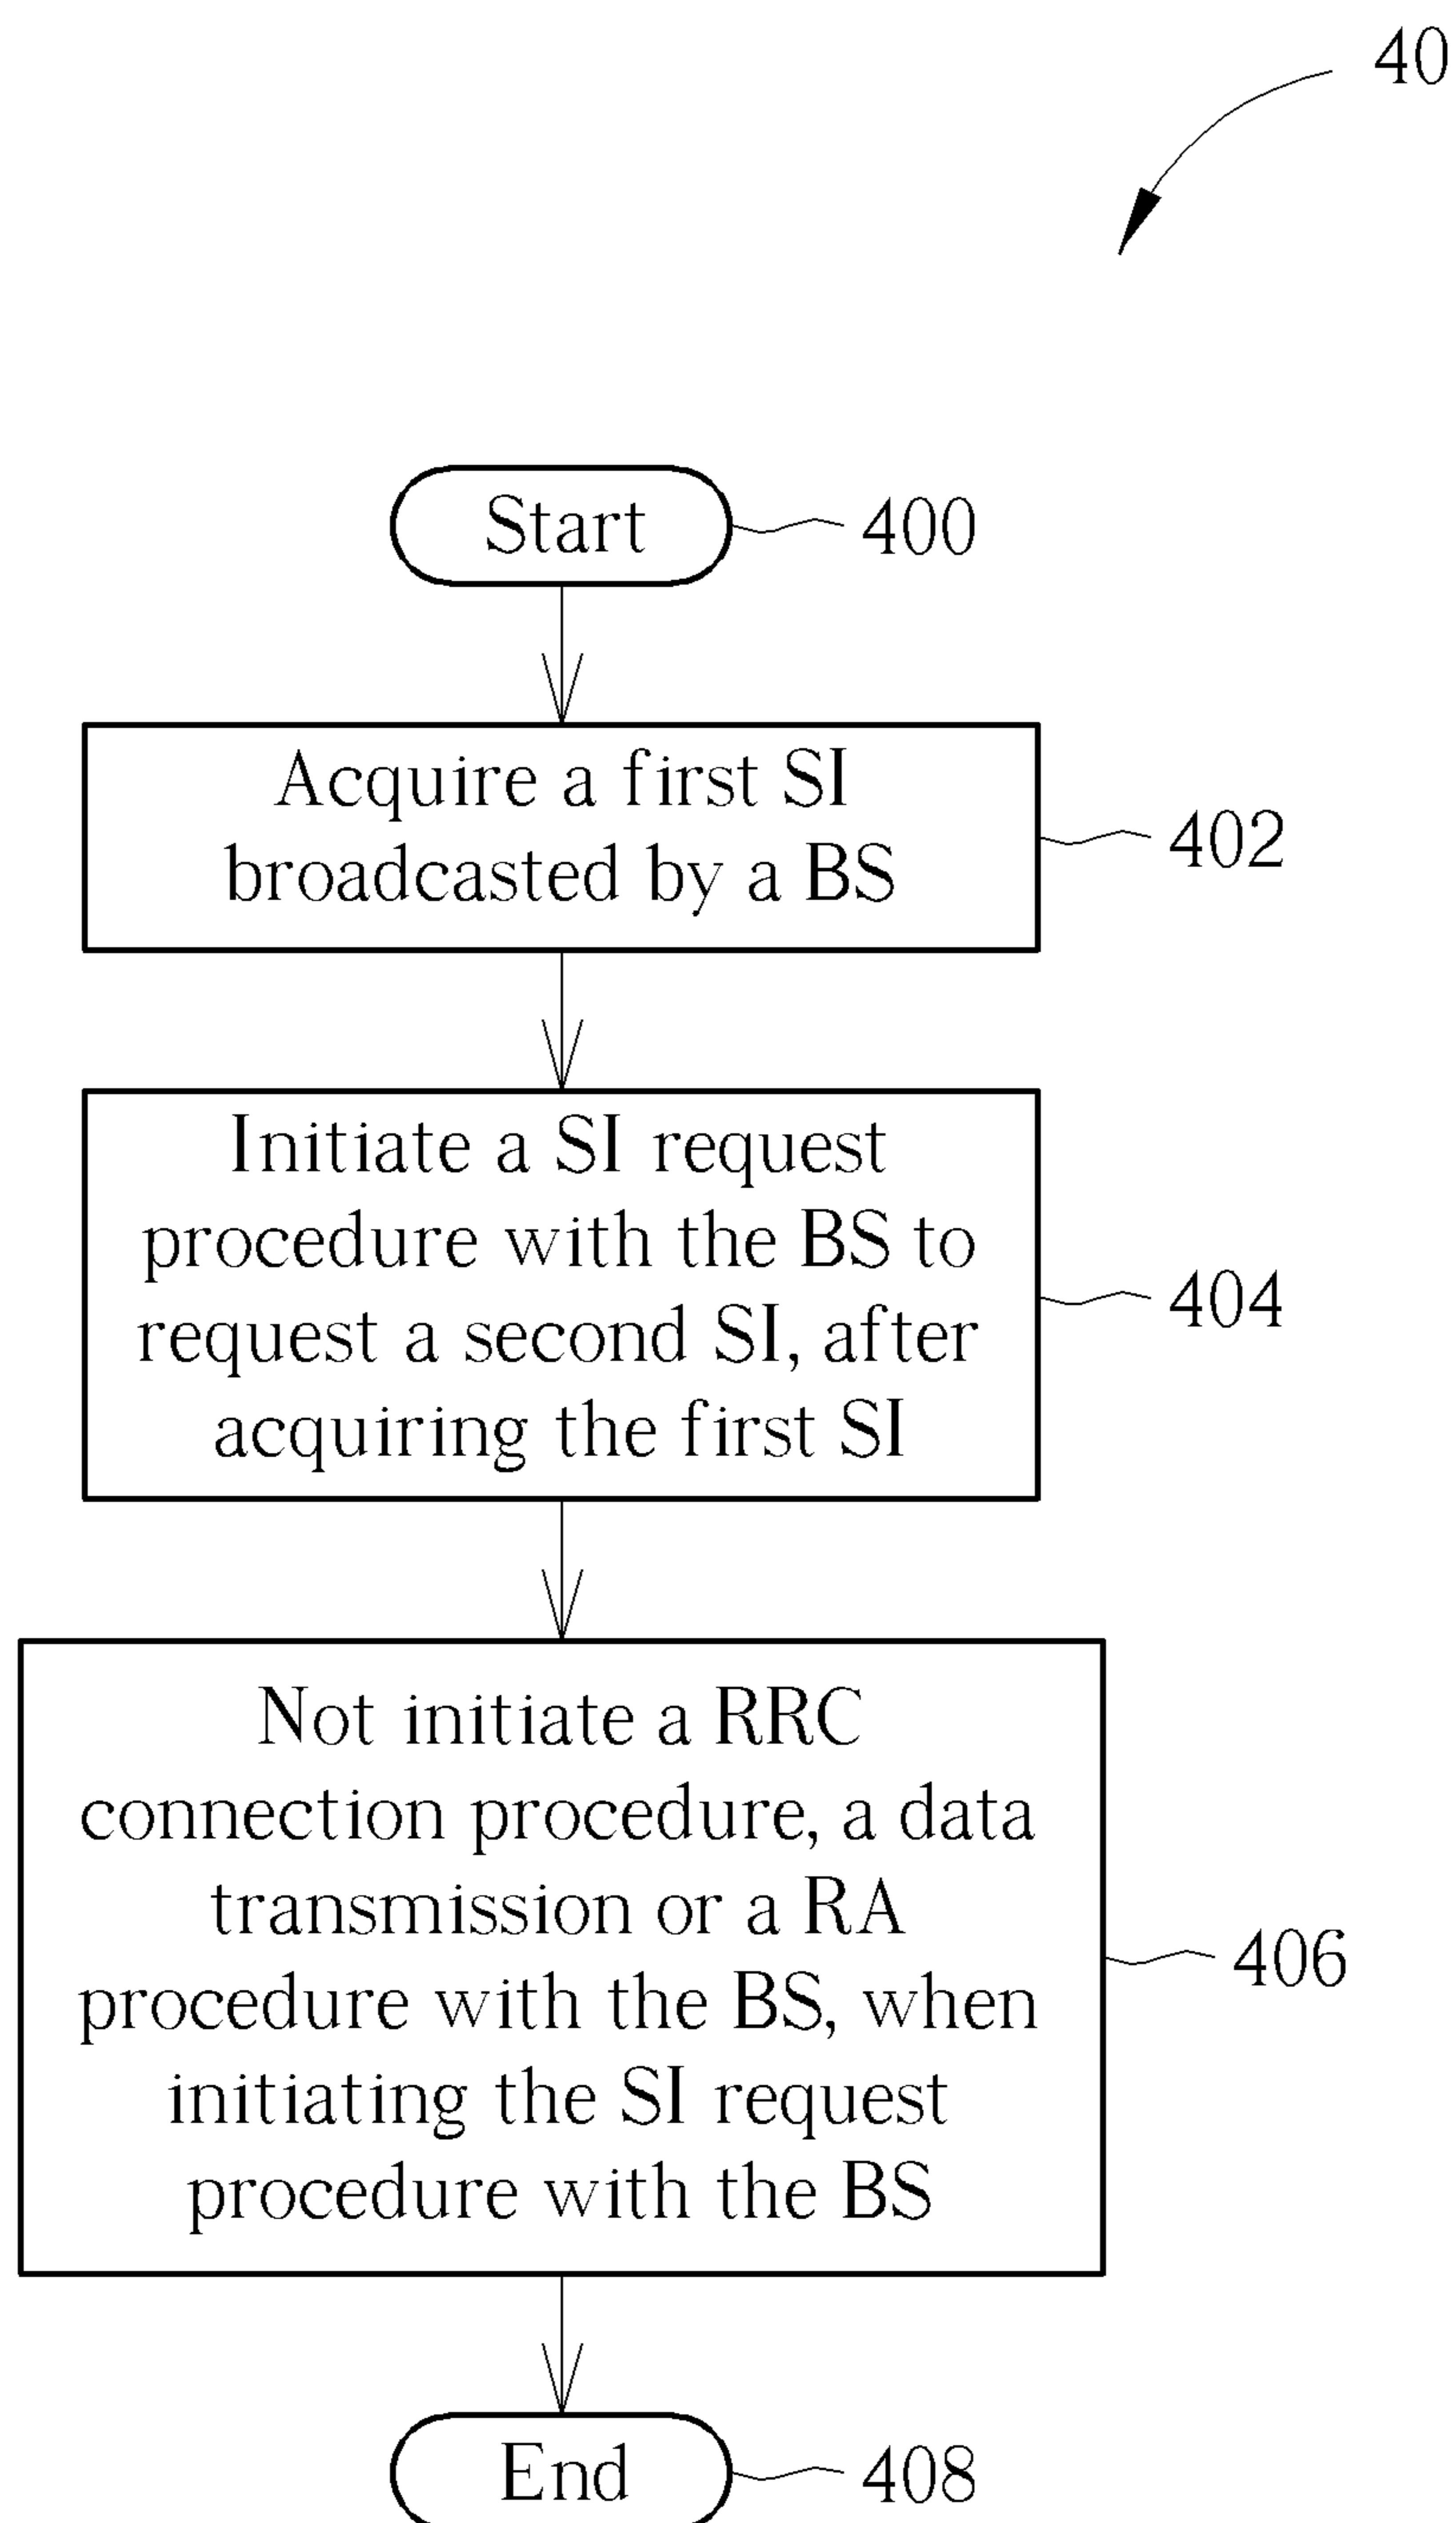 40
Start
400
Acquire a first SI
broadcasted by a BS
402
Initiate a SI request
procedure with the BS to
request a second SI, after
acquiring the first SI
404
Not initiate a RRC
connection procedure, a data
transmission or a RA
procedure with the BS, when
initiating the SI request
procedure with the BS
406
End
408